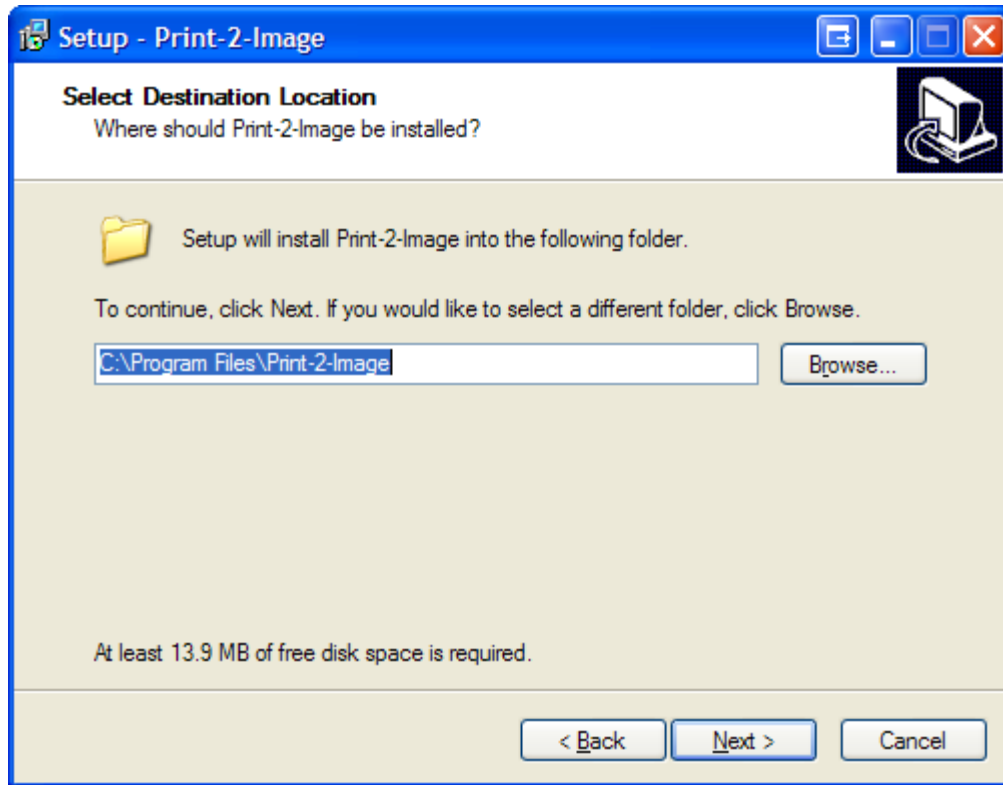 Setup - Print-2-Image
Select Destination Location
Where should Print-2-Image be installed?
Setup will install Print-2-Image into the following folder.
To continue, click Next. If you would like to select a different folder, click Browse.
C:\Program Files\Print-2-Image
Browse...
At least 13.9 MB of free disk space is required.
< Back
Next >
Cancel